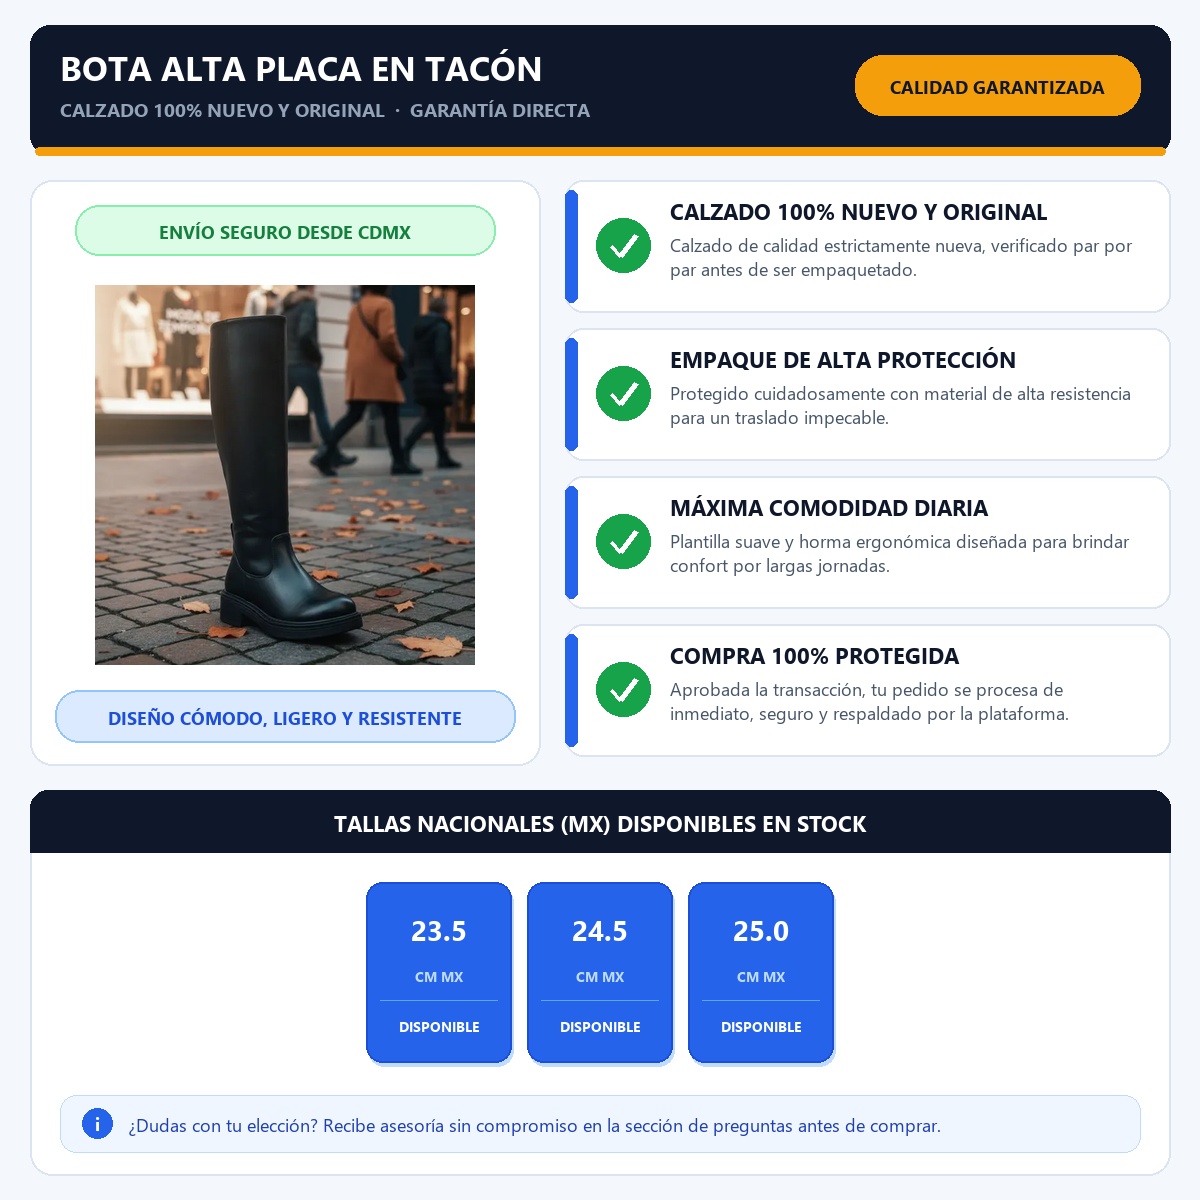 BOTA ALTA PLACA EN TACÓN
CALZADO 100% NUEVO Y ORIGINAL · GARANTÍA DIRECTA
CALIDAD GARANTIZADA
ENVÍO SEGURO DESDE CDMX
MODA DE
DISEÑO CÓMODO, LIGERO Y RESISTENTE
CALZADO 100% NUEVO Y ORIGINAL
Calzado de calidad estrictamente nueva, verificado par por
par antes de ser empaquetado.
EMPAQUE DE ALTA PROTECCIÓN
Protegido cuidadosamente con material de alta resistencia
para un traslado impecable.
MÁXIMA COMODIDAD DIARIA
Plantilla suave y horma ergonómica diseñada para brindar
confort por largas jornadas.
COMPRA 100% PROTEGIDA
Aprobada la transacción, tu pedido se procesa de
inmediato, seguro y respaldado por la plataforma.
TALLAS NACIONALES (MX) DISPONIBLES EN STOCK
23.5
CM MX
DISPONIBLE
24.5
CM MX
DISPONIBLE
25.0
CM MX
DISPONIBLE
¿Dudas con tu elección? Recibe asesoría sin compromiso en la sección de preguntas antes de comprar.